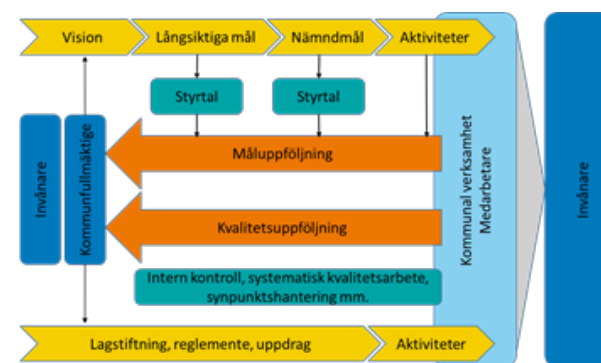 Vision
Långsiktiga mål
Nämndmål
Aktiviteter
Styrtal
Styrtal
Invånare
Kommunfullmäktige
Måluppföljning
Kvalitetsuppföljning
Intern kontroll, systematisk kvalitetsarbete,
synpunktshantering mm.
Lagstiftning, reglemente, uppdrag
Aktiviteter
Kommunal verksamhet
Medarbetare
Invånare